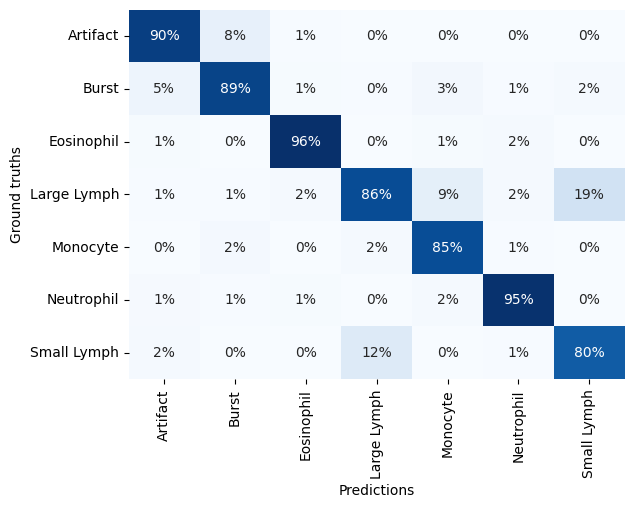 Artifact 90% 8% 1% 0% 0% 0% 0%
Burst 5% 89% 1% 0% 3% 1% 2%
Eosinophil 1% 0% 96% 0% 1% 2% 0%
Large Lymph 1% 1% 2% 86% 9% 2% 19%
Monocyte 0% 2% 0% 2% 85% 1% 0%
Neutrophil 1% 1% 1% 0% 2% 95% 0%
Small Lymph 2% 0% 0% 12% 0% 1% 80%
Ground truths
Artifact
Burst
Eosinophil
Large Lymph
Monocyte
Neutrophil
Small Lymph
Predictions